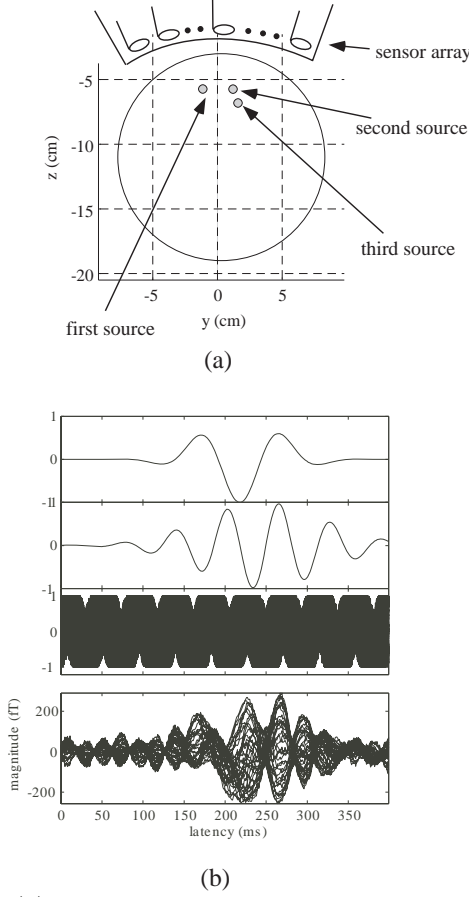 sensor array
-5
second source
z (cm)
-10
-15
third source
-20
-5 0 5
first source
y (cm)
(a)
1
0
-11
0
-1
1
0
-1
magnitude (fT)
200
0
-200
0 50 100 150 200 250 300 350
latency (ms)
(b)